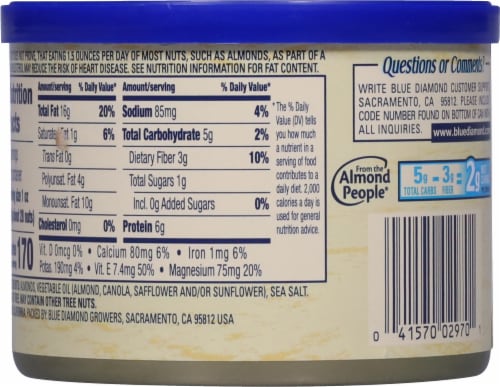 NOT PROVE, THAT EATING 1.5 OUNCES PER DAY OF MOST NUTS, SUCH AS ALMONDS, AS PART OF A
MAY REDUCE THE RISK OF HEART DISEASE. SEE NUTRITION INFORMATION FOR FAT CONTENT.
Amount/serving % Daily Value*
Total Fat 16g 20%
Saturated Fat 1g 6%
Trans Fat 0g
Polyunsat. Fat 4g
Monounsat. Fat 10g
Cholesterol 0mg 0%
170
Amount/serving % Daily Value*
Sodium 85mg 4%
Total Carbohydrate 5g 2%
Dietary Fiber 3g 10%
Total Sugars 1g
Incl. 0g Added Sugars 0%
Protein 6g
Vit. D 0mcg 0% • Calcium 80mg 6% • Iron 1mg 6%
Potas. 190mg 4% • Vit. E 7.4mg 50% • Magnesium 75mg 20%
*The % Daily
Value (DV) tells
you how much
a nutrient in a
serving of food
contributes to a
daily diet. 2,000
calories a day is
used for general
nutrition advice.
ALMONDS, VEGETABLE OIL (ALMOND, CANOLA, SAFFLOWER AND/OR SUNFLOWER), SEA SALT.
MAY CONTAIN OTHER TREE NUTS.
PACKED BY: BLUE DIAMOND GROWERS, SACRAMENTO, CA 95812 USA
Questions or Comments?
WRITE BLUE DIAMOND CUSTOMER
SACRAMENTO, CA 95812. PLEASE
CODE NUMBER FOUND ON BOTTOM OF CAN
ALL INQUIRIES. www.bluediamond.
From the
Almond
People®
5g – 3g 2g
TOTAL CARBS FIBER
0 41570 02970 1